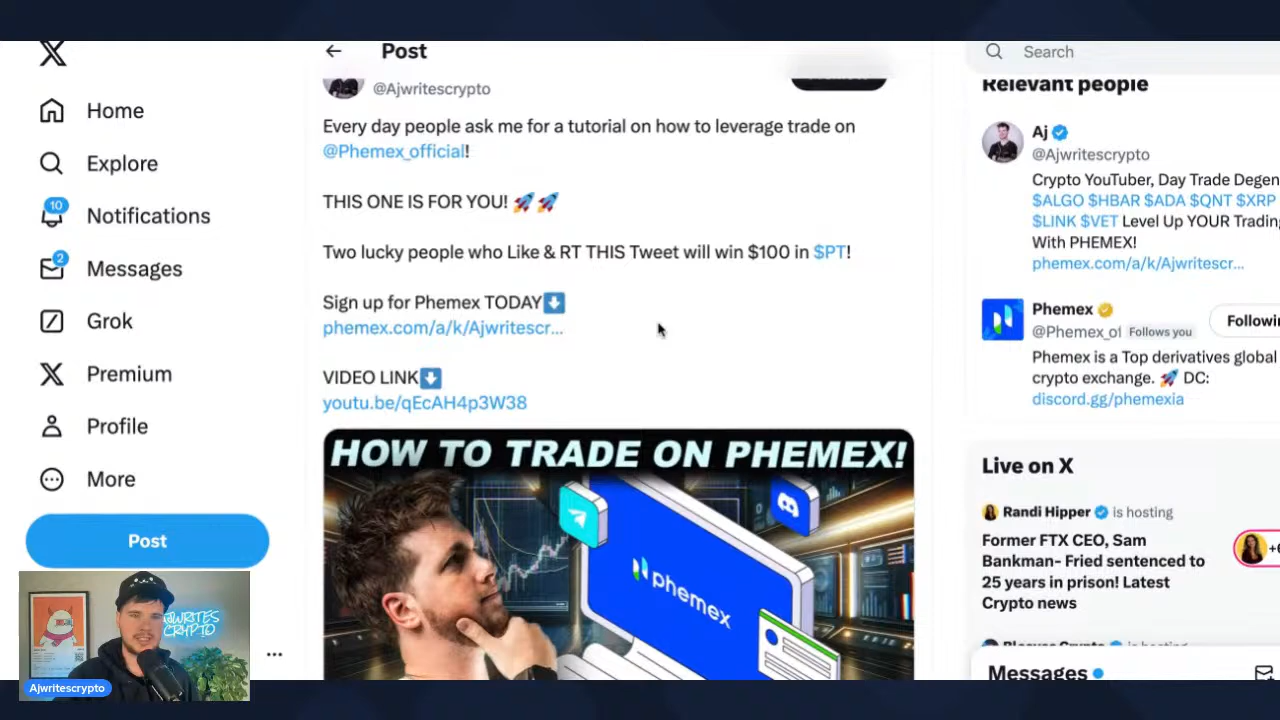 Home
Explore
10
Notifications
2
Messages
Grok
Premium
Profile
More
Post
AJWRITES
CRYPTO
Ajwritescrypto
Post
@Ajwritescrypto
Every day people ask me for a tutorial on how to leverage trade on
@Phemex_official!
THIS ONE IS FOR YOU! 🚀🚀
Two lucky people who Like & RT THIS Tweet will win $100 in $PT!
Sign up for Phemex TODAY⬇️
phemex.com/a/k/Ajwritescr...
VIDEO LINK⬇️
youtu.be/qEcAH4p3W38
HOW TO TRADE ON PHEMEX!
phemex
Search
Relevant people
Aj
@Ajwritescrypto
Crypto YouTuber, Day Trade Degen
$ALGO $HBAR $ADA $QNT $XRP
$LINK $VET Level Up YOUR Trading
With PHEMEX!
phemex.com/a/k/Ajwritescr...
Phemex
@Phemex_of Follows you
Followin
Phemex is a Top derivatives global
crypto exchange. 🚀 DC:
discord.gg/phemexia
Live on X
Randi Hipper is hosting
Former FTX CEO, Sam
Bankman- Fried sentenced to
25 years in prison! Latest
Crypto news
+6
is hosting
Messages